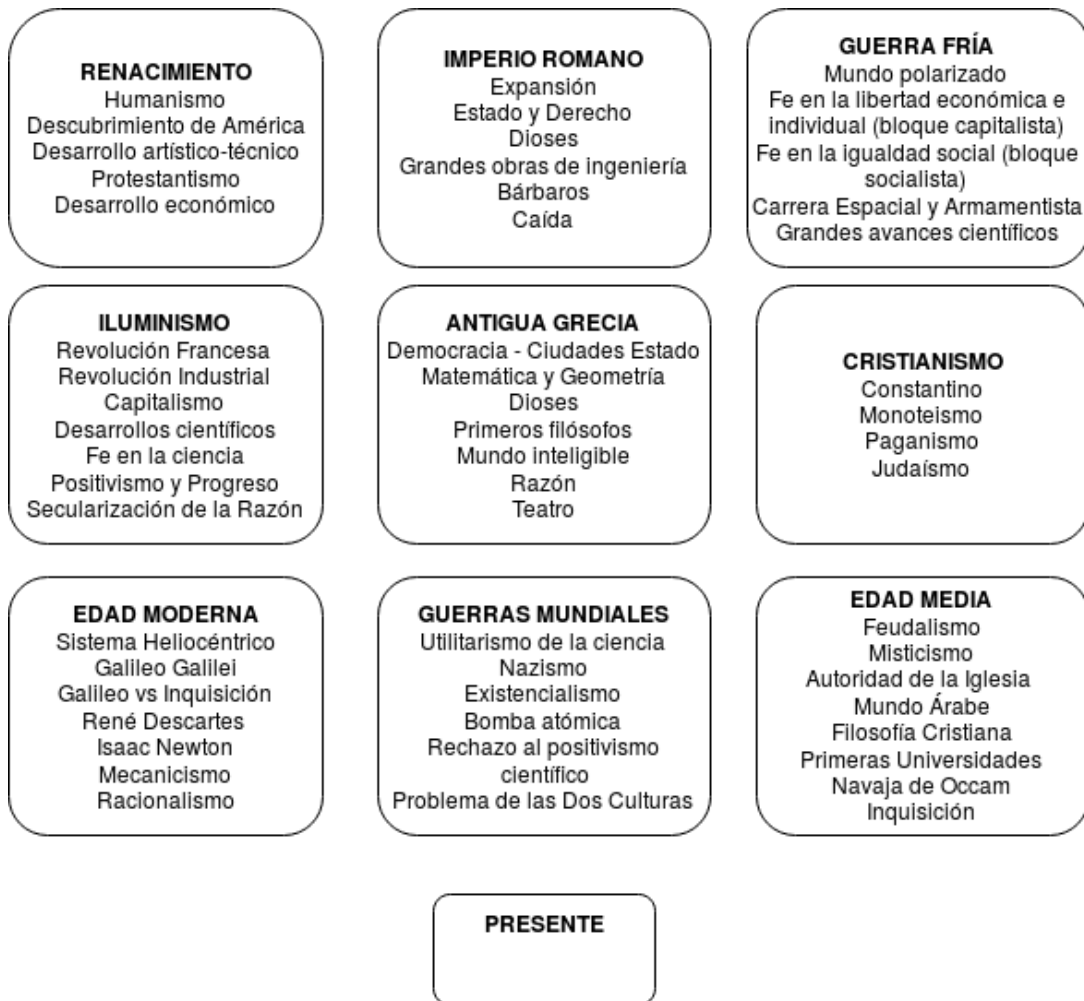 RENACIMIENTO
Humanismo
Descubrimiento de América
Desarrollo artístico-técnico
Protestantismo
Desarrollo económico
IMPERIO ROMANO
Expansión
Estado y Derecho
Dioses
Grandes obras de ingeniería
Bárbaros
Caída
GUERRA FRÍA
Mundo polarizado
Fe en la libertad económica e
individual (bloque capitalista)
Fe en la igualdad social (bloque
socialista)
Carrera Espacial y Armamentista
Grandes avances científicos
ILUMINISMO
Revolución Francesa
Revolución Industrial
Capitalismo
Desarrollos científicos
Fe en la ciencia
Positivismo y Progreso
Secularización de la Razón
ANTIGUA GRECIA
Democracia - Ciudades Estado
Matemática y Geometría
Dioses
Primeros filósofos
Mundo inteligible
Razón
Teatro
CRISTIANISMO
Constantino
Monoteismo
Paganismo
Judaísmo
EDAD MODERNA
Sistema Heliocéntrico
Galileo Galilei
Galileo vs Inquisición
René Descartes
Isaac Newton
Mecanicismo
Racionalismo
GUERRAS MUNDIALES
Utilitarismo de la ciencia
Nazismo
Existencialismo
Bomba atómica
Rechazo al positivismo
científico
Problema de las Dos Culturas
EDAD MEDIA
Feudalismo
Misticismo
Autoridad de la Iglesia
Mundo Árabe
Filosofía Cristiana
Primeras Universidades
Navaja de Occam
Inquisición
PRESENTE